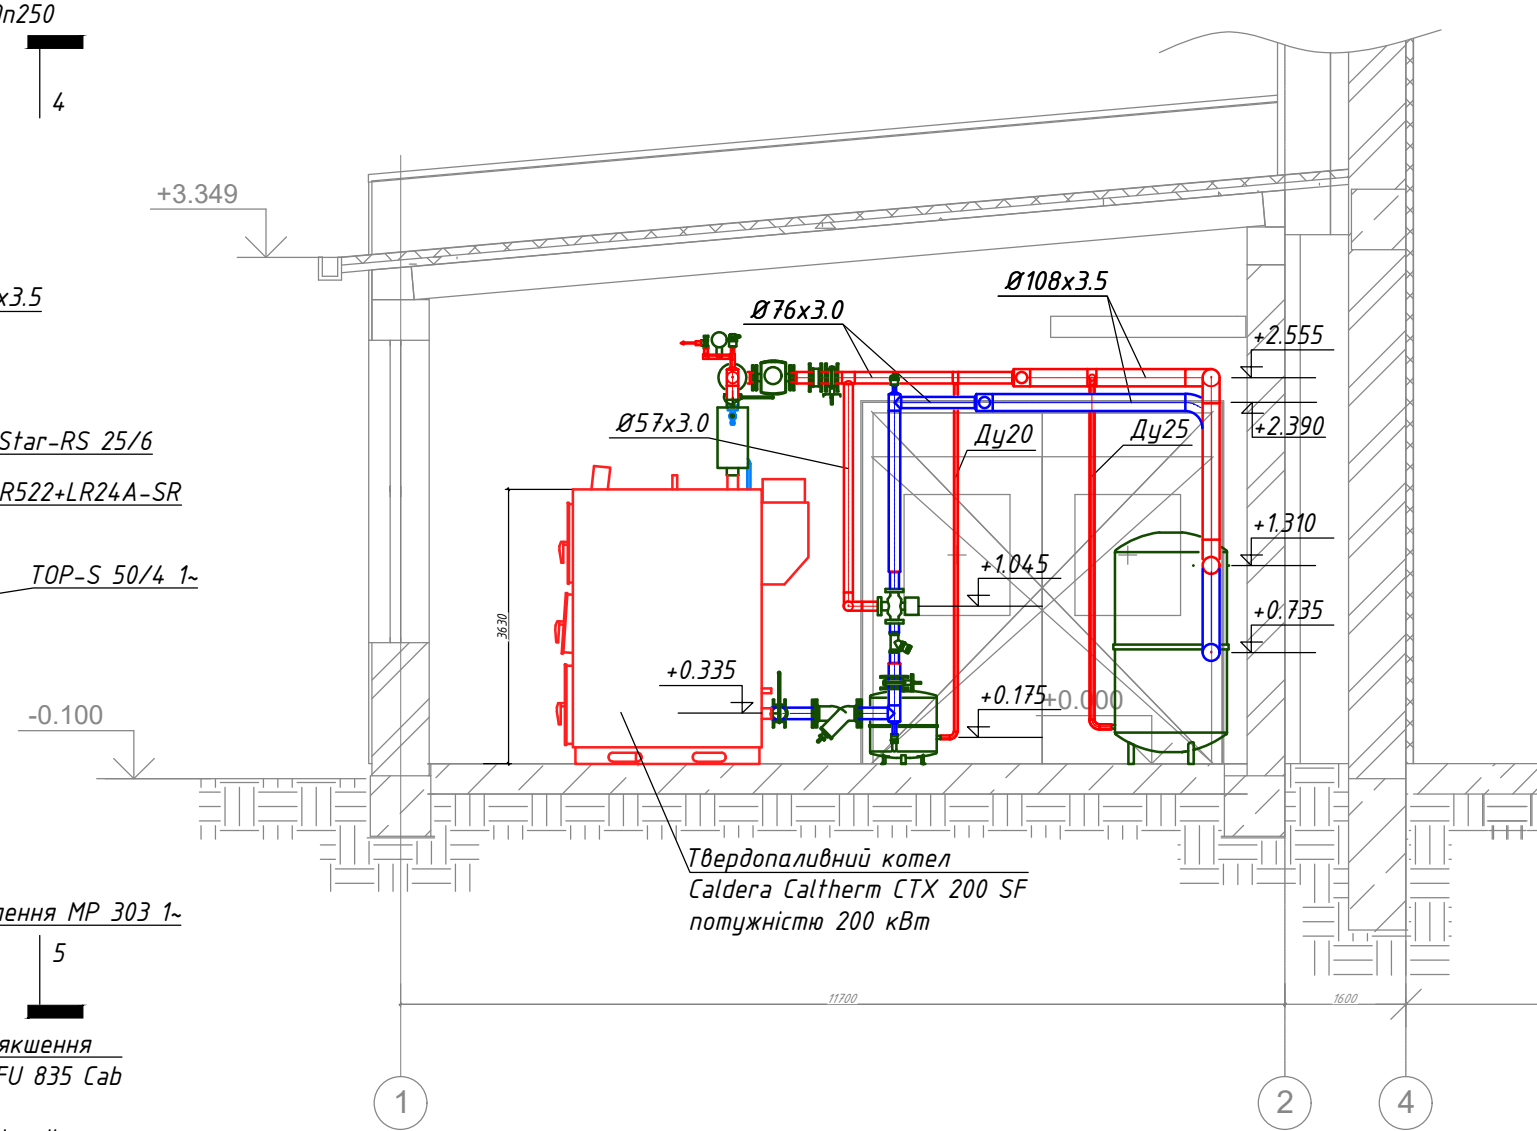 n250
4
+3.349
x3.5
Ø76x3.0
Ø108x3.5
+2.555
+2.390
Star-RS 25/6
R522+LR24A-SR
TOP-S 50/4 1~
Ø57x3.0
Ду20
Ду25
+1.310
+1.045
+0.735
3630
+0.335
+0.175
+0.000
-0.100
Твердопаливний котел
Caldera Caltherm CTX 200 SF
потужністю 200 кВт
лення MP 303 1~
5
11700
1600
якшення
FU 835 Cab
1
2
4